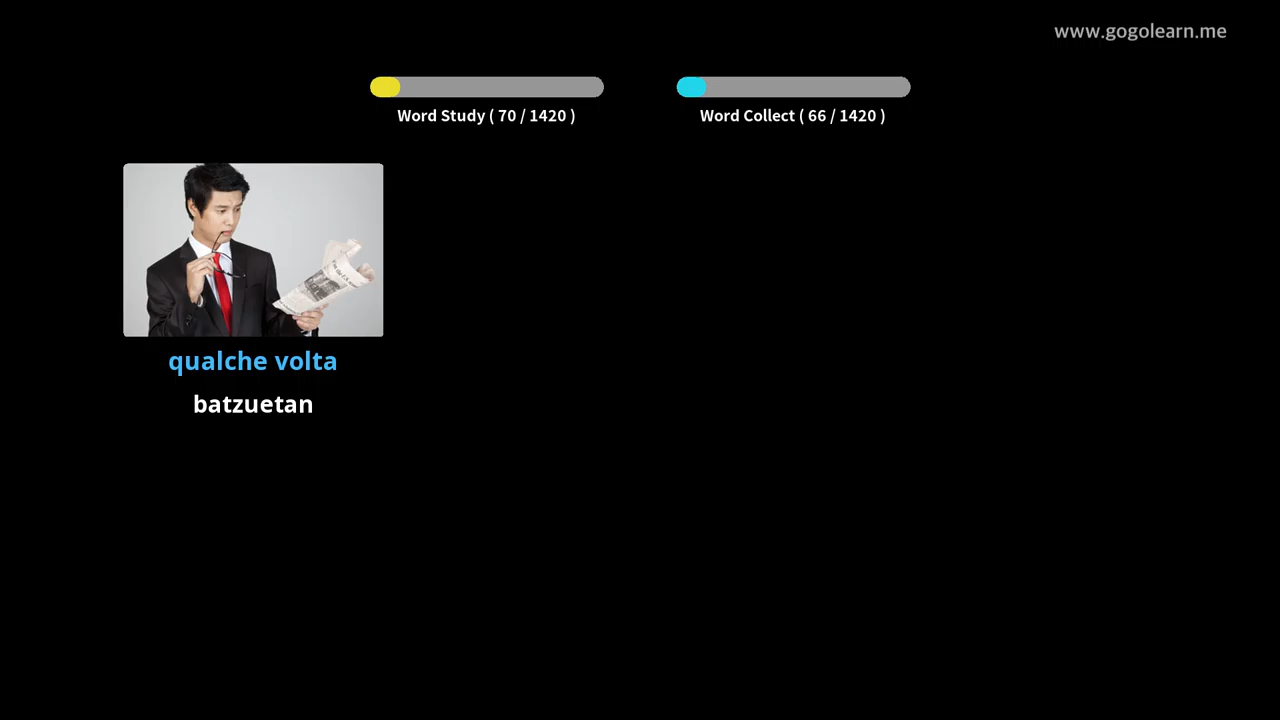 www.gogolearn.me
Word Study ( 70 / 1420 )
Word Collect ( 66 / 1420 )
qualche volta
batzuetan